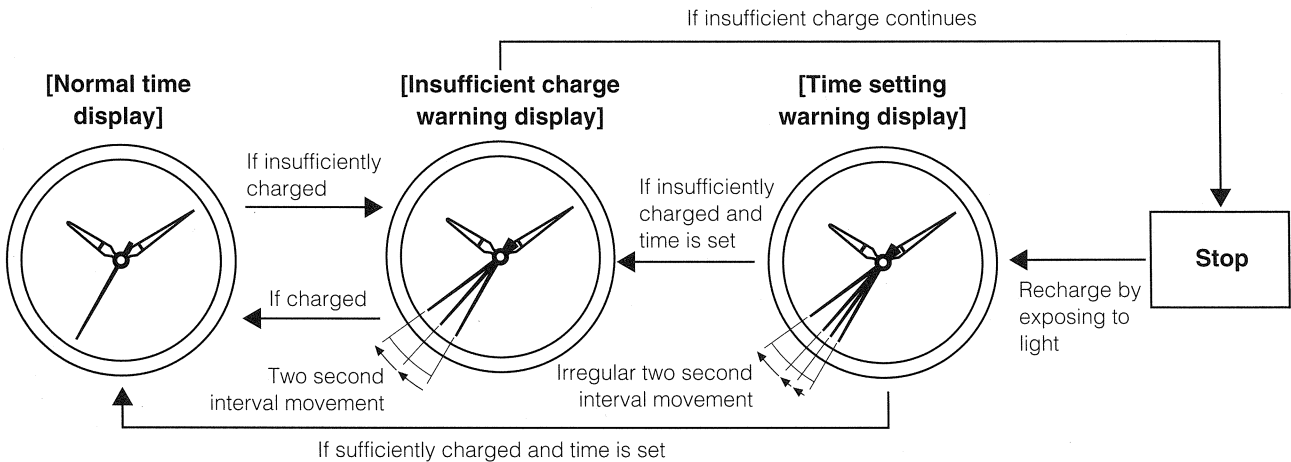 If insufficient charge continues
[Normal time
display]
[Insufficient charge
warning display]
[Time setting
warning display]
If insufficiently
charged
If insufficiently
charged and
time is set
Stop
If charged
Recharge by
exposing to
light
Two second
interval movement
Irregular two second
interval movement
If sufficiently charged and time is set